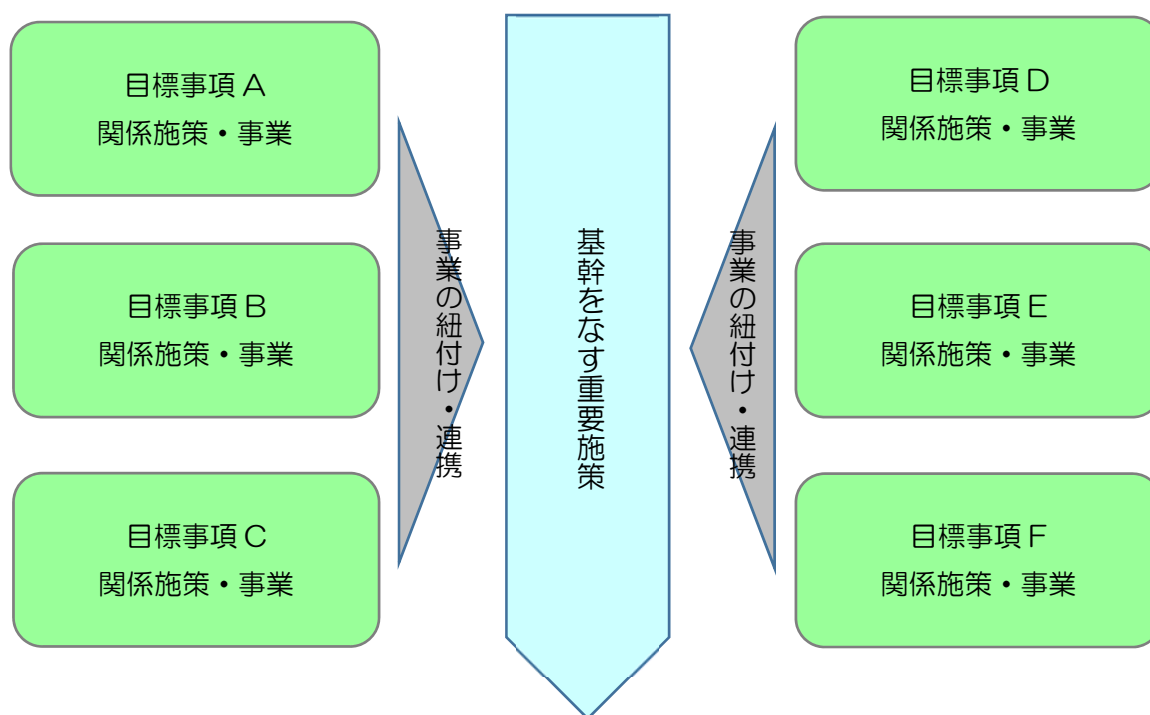 目標事項A
関係施策・事業
目標事項B
関係施策・事業
目標事項C
関係施策・事業
事業の紐付け・連携
基幹をなす重要施策
事業の紐付け・連携
目標事項D
関係施策・事業
目標事項E
関係施策・事業
目標事項F
関係施策・事業